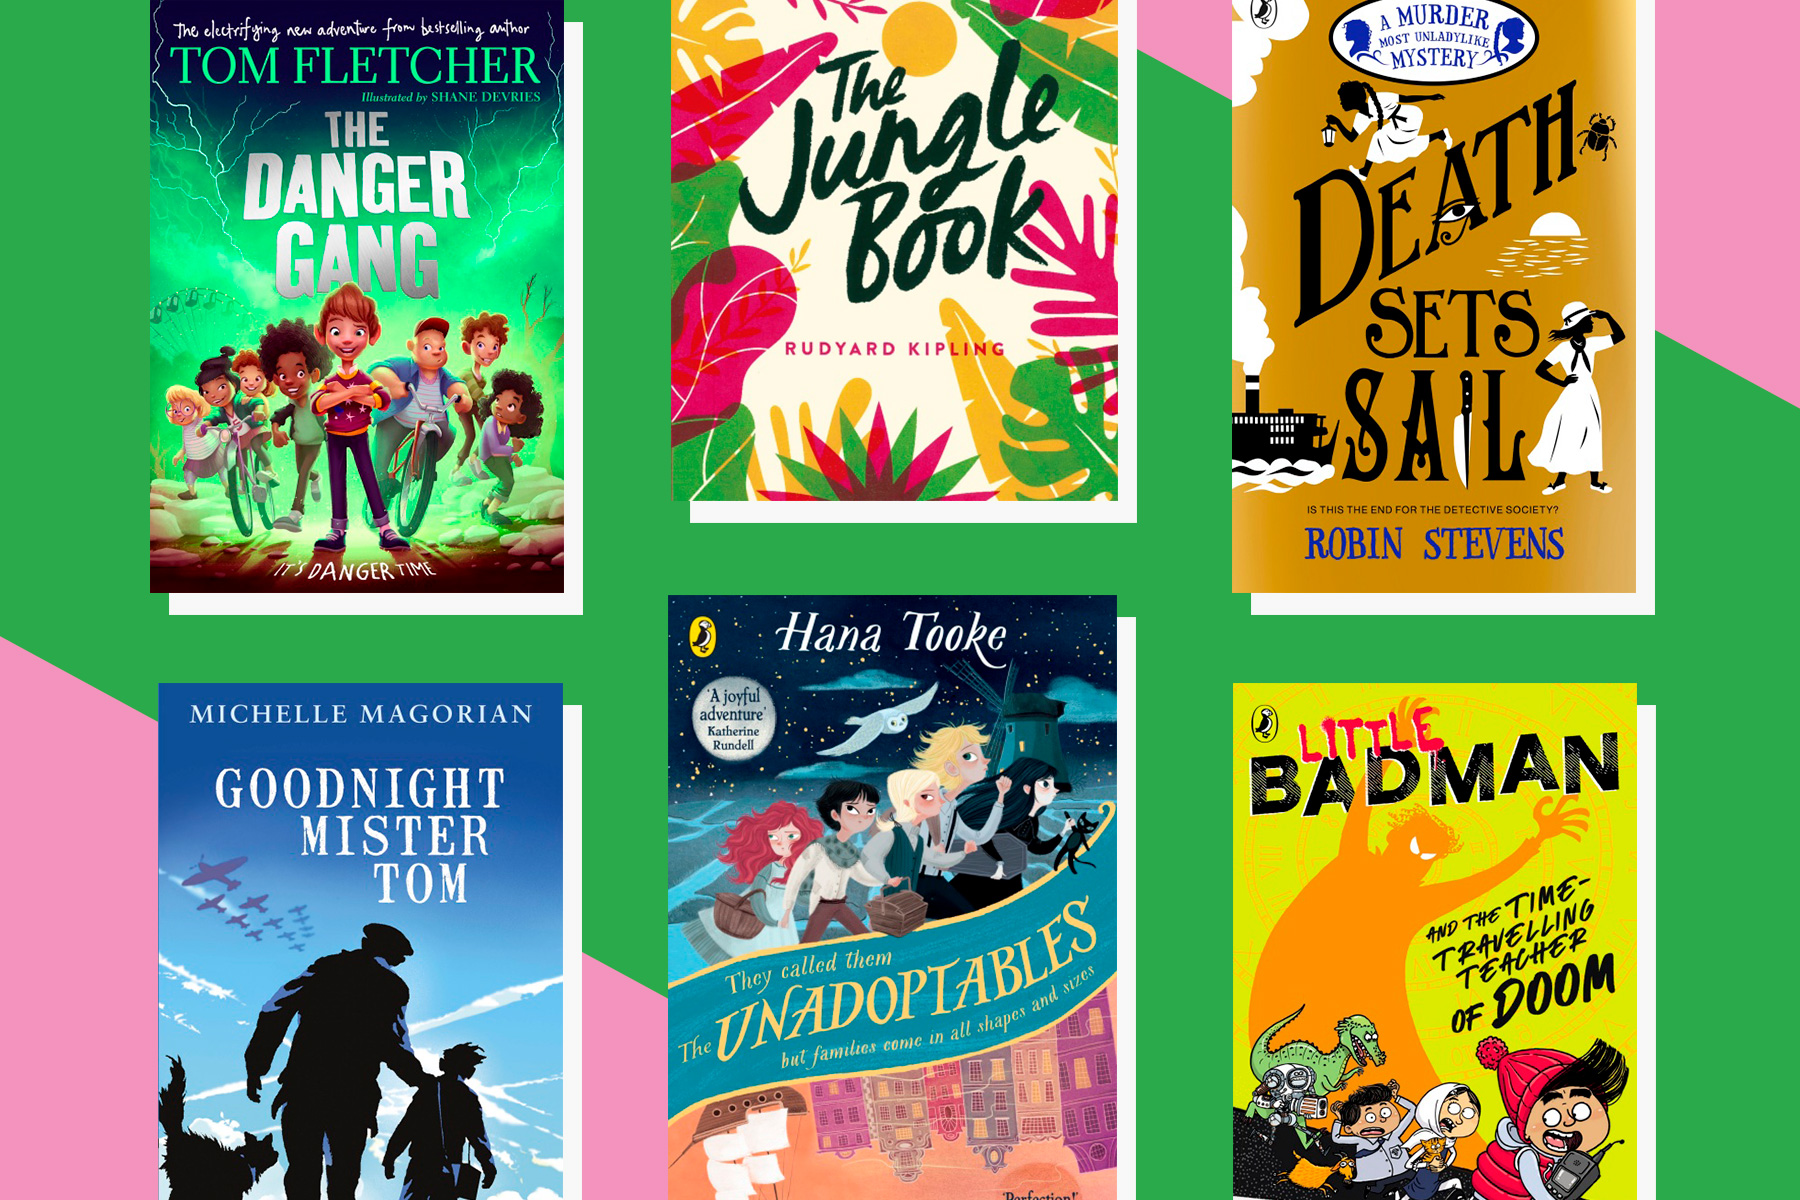 The electrifying new adventure from bestselling author
TOM FLETCHER
Illustrated by SHANE DEVRIES
THE
DANGER
GANG
IT'S DANGER TIME
The
Jungle
Book
RUDYARD KIPLING
A MURDER
MOST UNLADYLIKE
MYSTERY
DEATH
SETS
SAIL
IS THIS THE END FOR THE DETECTIVE SOCIETY?
ROBIN STEVENS
MICHELLE MAGORIAN
GOODNIGHT
MISTER
TOM
Hana Tooke
'A joyful
adventure'
Katherine
Rundell
They called them
The UNADOPTABLES
but families come in all shapes and sizes
'Perfection!'
LITTLE
BADMAN
AND THE TIME-
TRAVELLING
TEACHER
OF DOOM